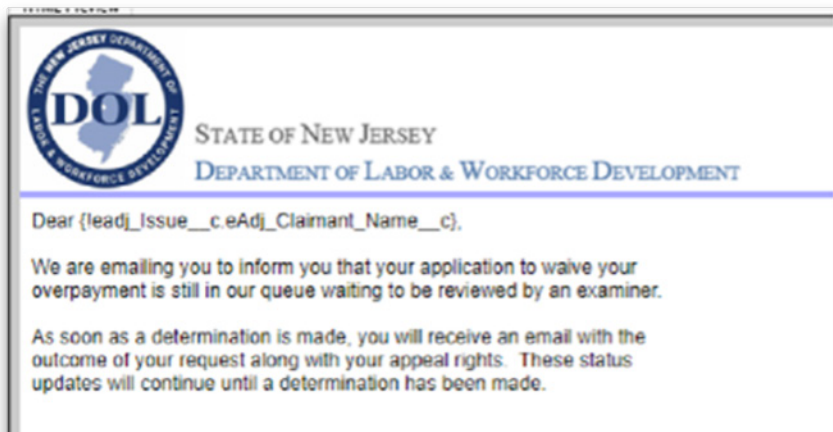 THE NEW JERSEY DEPARTMENT OF
LABOR & WORKFORCE DEVELOPMENT
DOL
STATE OF NEW JERSEY
DEPARTMENT OF LABOR & WORKFORCE DEVELOPMENT
Dear {!eadj_Issue__c.eAdj_Claimant_Name__c},
We are emailing you to inform you that your application to waive your
overpayment is still in our queue waiting to be reviewed by an examiner.
As soon as a determination is made, you will receive an email with the
outcome of your request along with your appeal rights.  These status
updates will continue until a determination has been made.